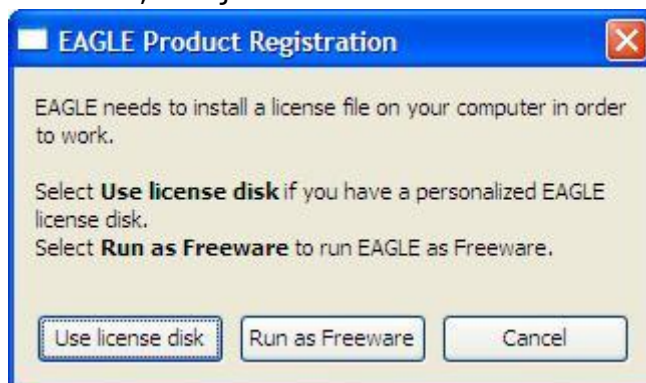 EAGLE Product Registration
EAGLE needs to install a license file on your computer in order
to work.
Select Use license disk if you have a personalized EAGLE
license disk.
Select Run as Freeware to run EAGLE as Freeware.
Use license disk Run as Freeware Cancel